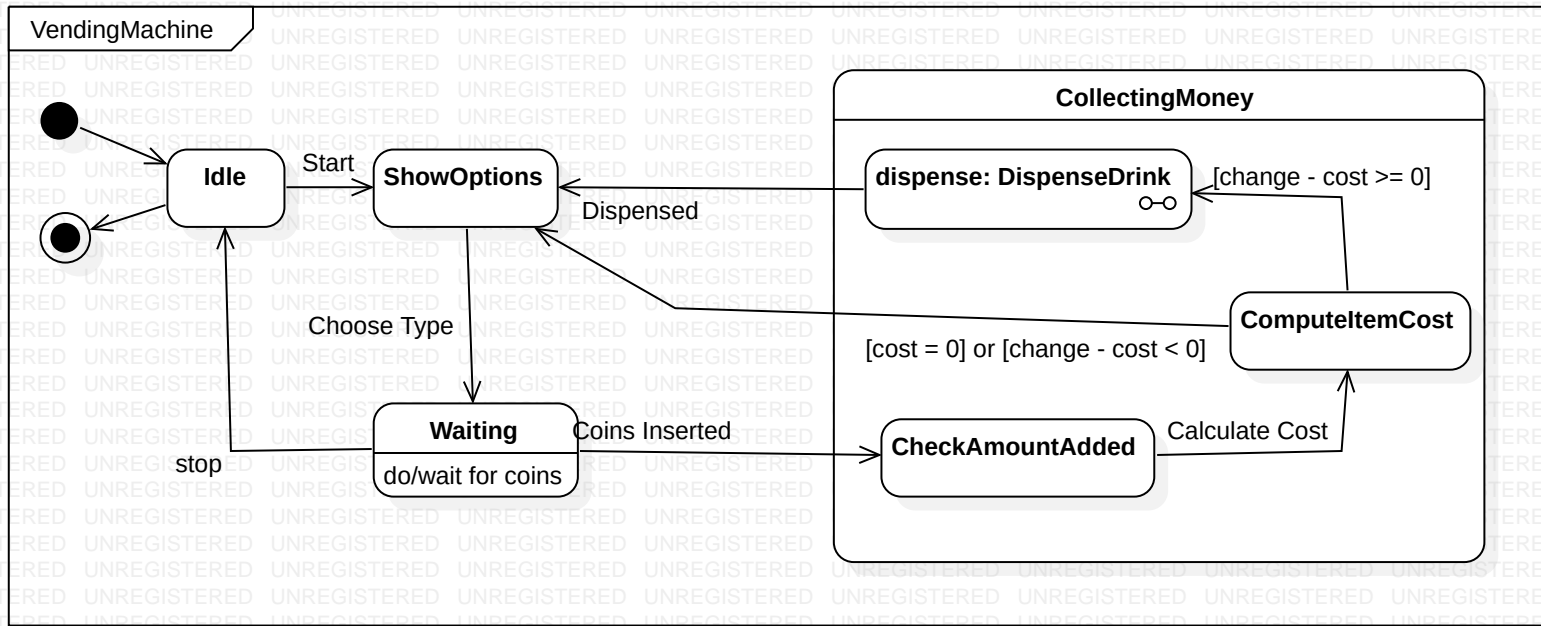 VendingMachine
CollectingMoney
Idle
Start
ShowOptions
dispense: DispenseDrink
[change - cost >= 0]
Dispensed
Choose Type
ComputeItemCost
[cost = 0] or [change - cost < 0]
Waiting
do/wait for coins
Coins Inserted
CheckAmountAdded
Calculate Cost
stop
UNREGISTERED